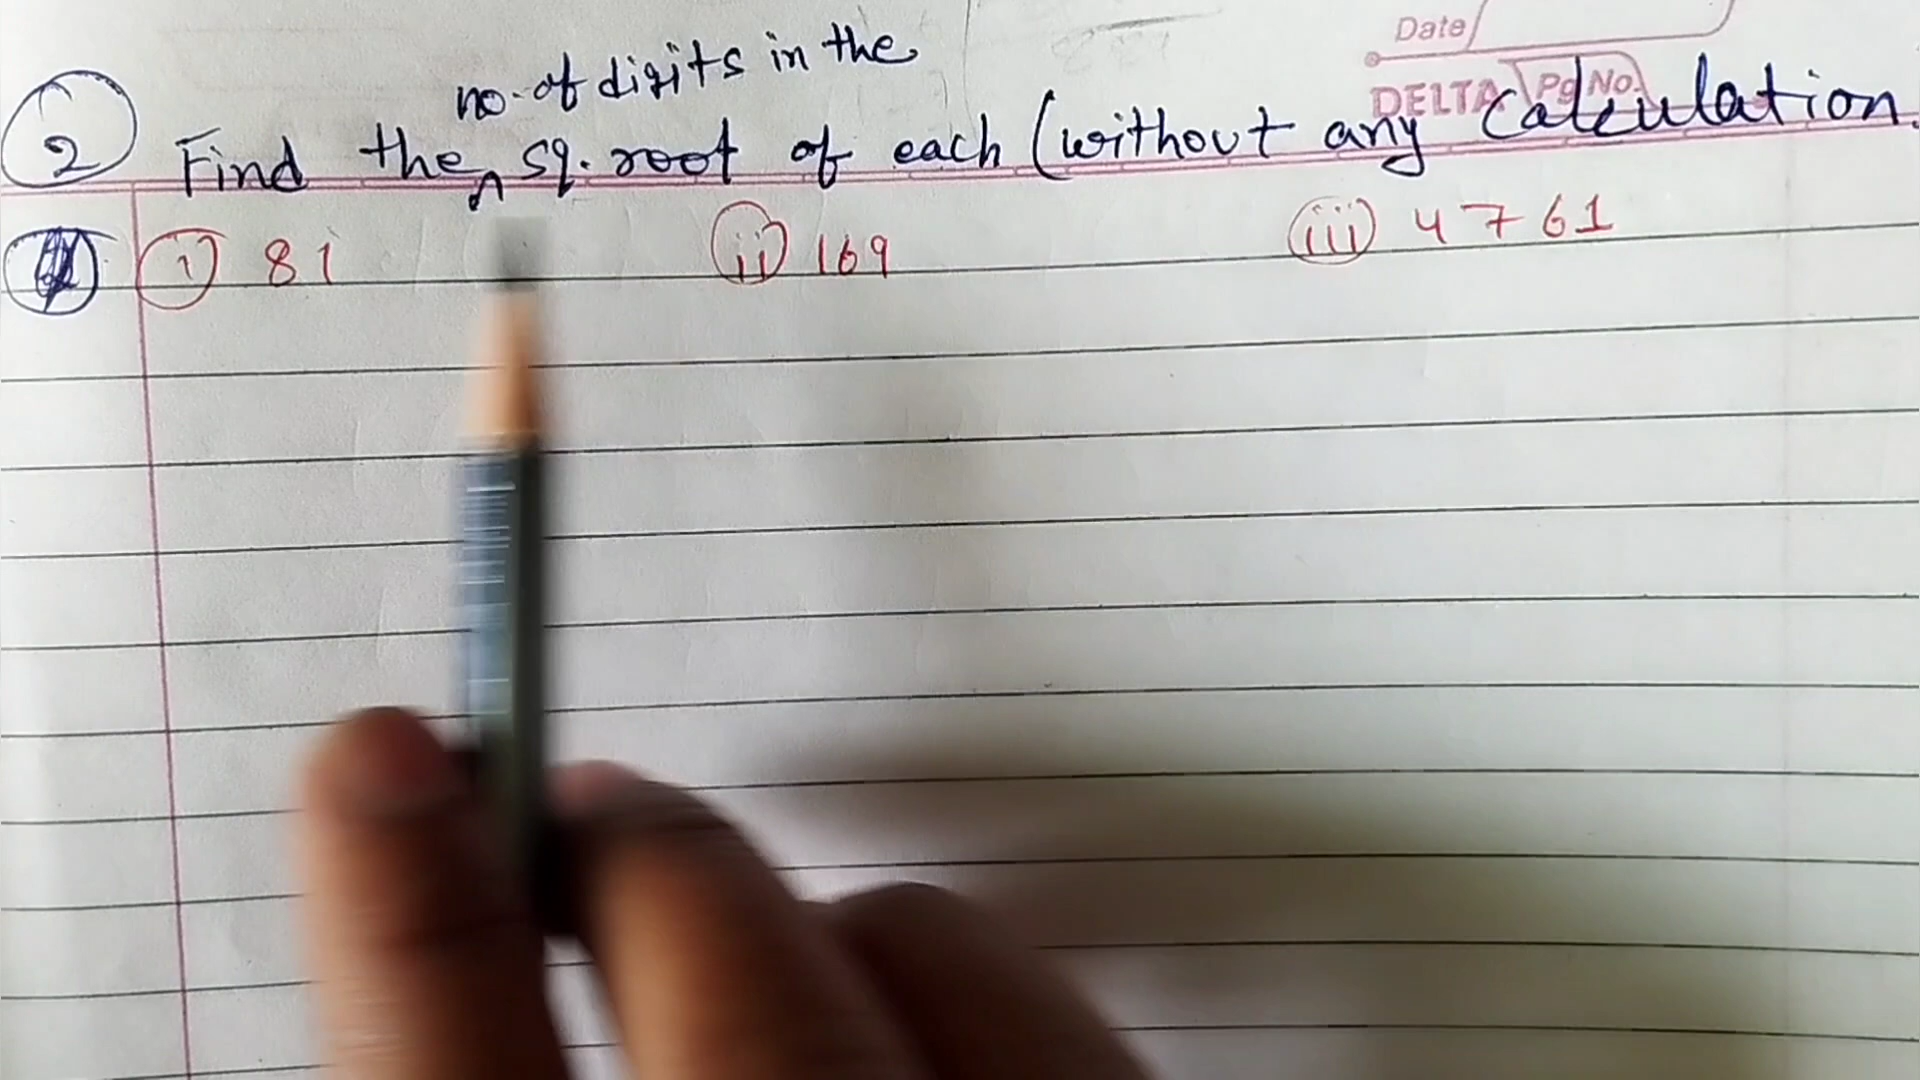 Date
DELTA Pg No.
no. of digits in the
2 Find the ^ sq. root of each (without any calculation.
i 81 ii 169 iii 4761